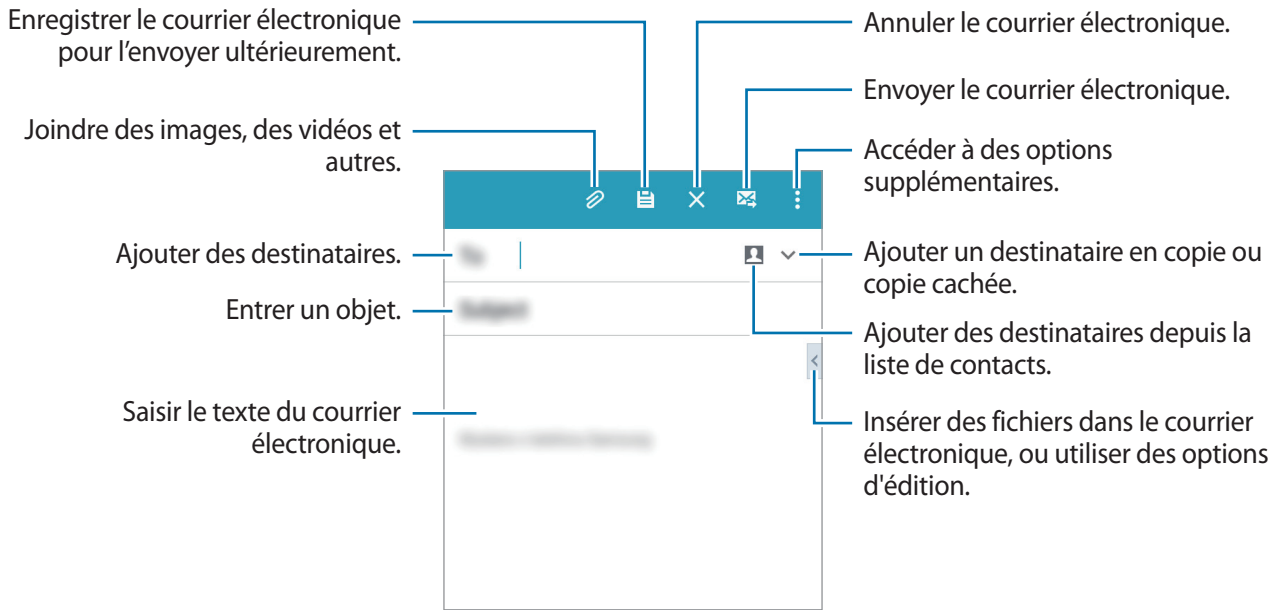 Enregistrer le courrier électronique
pour l'envoyer ultérieurement.
Joindre des images, des vidéos et
autres.
Ajouter des destinataires.
Entrer un objet.
Saisir le texte du courrier
électronique.
To
Subject
Annuler le courrier électronique.
Envoyer le courrier électronique.
Accéder à des options
supplémentaires.
Ajouter un destinataire en copie ou
copie cachée.
Ajouter des destinataires depuis la
liste de contacts.
Insérer des fichiers dans le courrier
électronique, ou utiliser des options
d'édition.